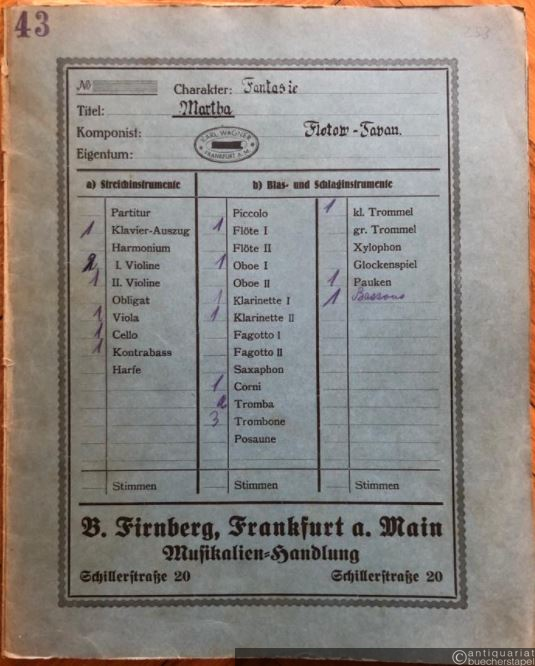 43
253
No
Charakter: Fantasie
Titel: Martha
Komponist: Flotow - Tavan.
Eigentum:
KARL WAGNER
FRANKFURT A. M.
a) Streichinstrumente
Partitur
1 Klavier-Auszug
Harmonium
2 I. Violine
1 II. Violine
Obligat
1 Viola
1 Cello
1 Kontrabass
Harfe
Stimmen
b) Blas- und Schlaginstrumente
Piccolo
1 Flöte I
Flöte II
1 Oboe I
Oboe II
1 Klarinette I
1 Klarinette II
Fagotto I
Fagotto II
Saxaphon
1 Corni
2 Tromba
3 Trombone
Posaune
Stimmen
1 kl. Trommel
gr. Trommel
Xylophon
Glockenspiel
1 Pauken
1 Bassons
Stimmen
B. Firnberg, Frankfurt a. Main
Musikalien-Handlung
Schillerstraße 20 Schillerstraße 20
antiquariat
buecherstapel